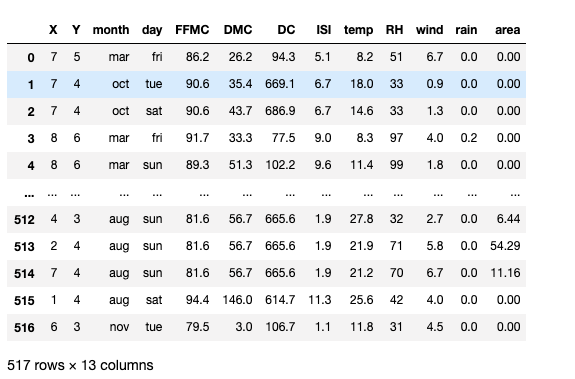 X Y month day FFMC DMC DC ISI temp RH wind rain area
0 7 5 mar fri 86.2 26.2 94.3 5.1 8.2 51 6.7 0.0 0.00
1 7 4 oct tue 90.6 35.4 669.1 6.7 18.0 33 0.9 0.0 0.00
2 7 4 oct sat 90.6 43.7 686.9 6.7 14.6 33 1.3 0.0 0.00
3 8 6 mar fri 91.7 33.3 77.5 9.0 8.3 97 4.0 0.2 0.00
4 8 6 mar sun 89.3 51.3 102.2 9.6 11.4 99 1.8 0.0 0.00
... ... ... ... ... ... ... ... ... ... ... ... ... ...
512 4 3 aug sun 81.6 56.7 665.6 1.9 27.8 32 2.7 0.0 6.44
513 2 4 aug sun 81.6 56.7 665.6 1.9 21.9 71 5.8 0.0 54.29
514 7 4 aug sun 81.6 56.7 665.6 1.9 21.2 70 6.7 0.0 11.16
515 1 4 aug sat 94.4 146.0 614.7 11.3 25.6 42 4.0 0.0 0.00
516 6 3 nov tue 79.5 3.0 106.7 1.1 11.8 31 4.5 0.0 0.00
517 rows × 13 columns